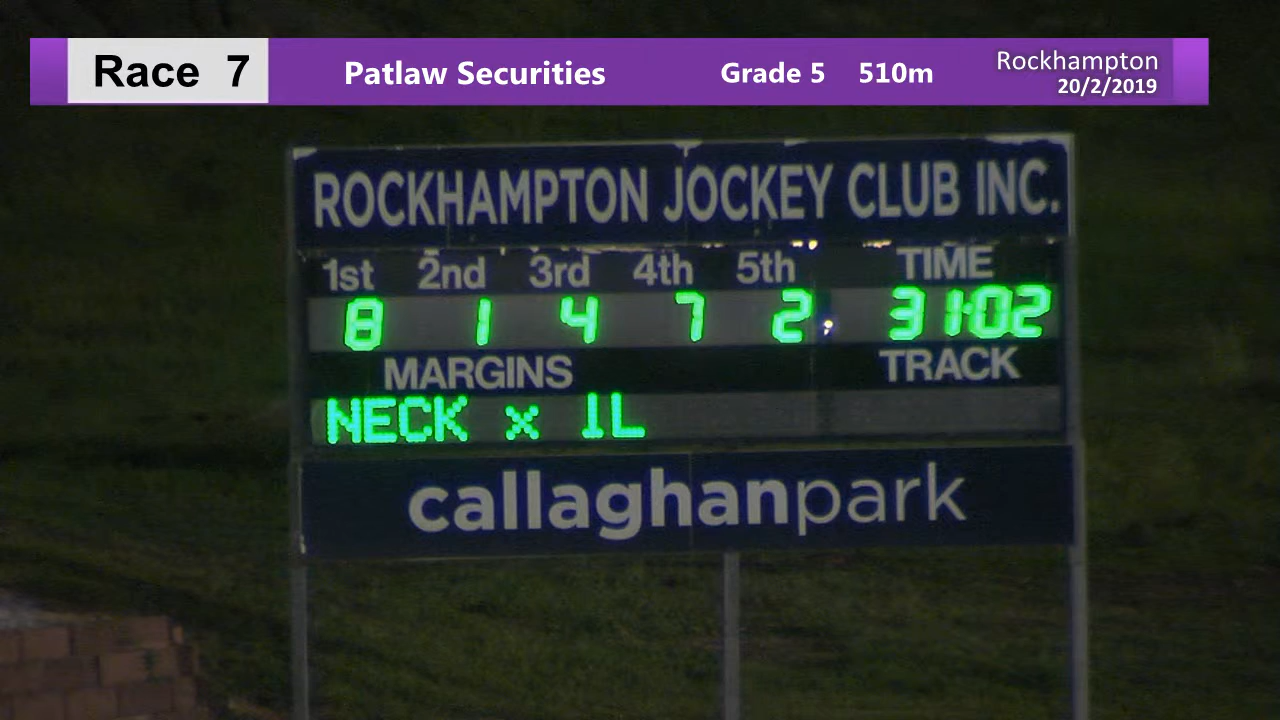 Race 7 Patlaw Securities Grade 5 510m Rockhampton
20/2/2019
ROCKHAMPTON JOCKEY CLUB INC.
1st 2nd 3rd 4th 5th TIME
8 1 4 7 2 31:02
MARGINS TRACK
NECK x 1L
callaghanpark